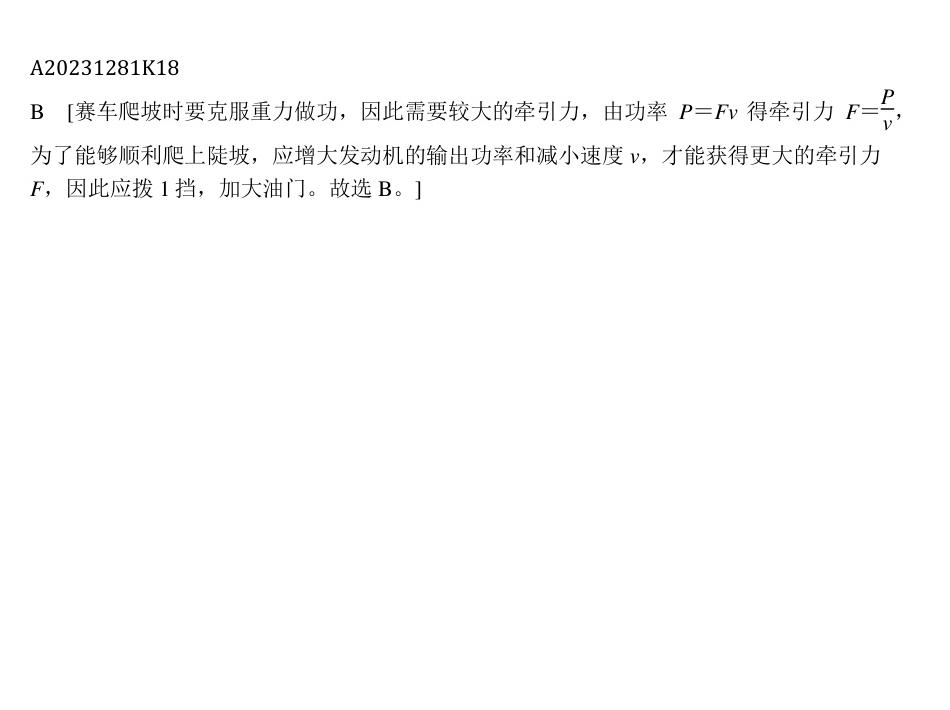 A20231281K18
B [赛车爬坡时要克服重力做功，因此需要较大的牵引力，由功率 P＝Fv 得牵引力 F＝P/v，
为了能够顺利爬上陡坡，应增大发动机的输出功率和减小速度 v，才能获得更大的牵引力
F，因此应拨 1 挡，加大油门。故选 B。]